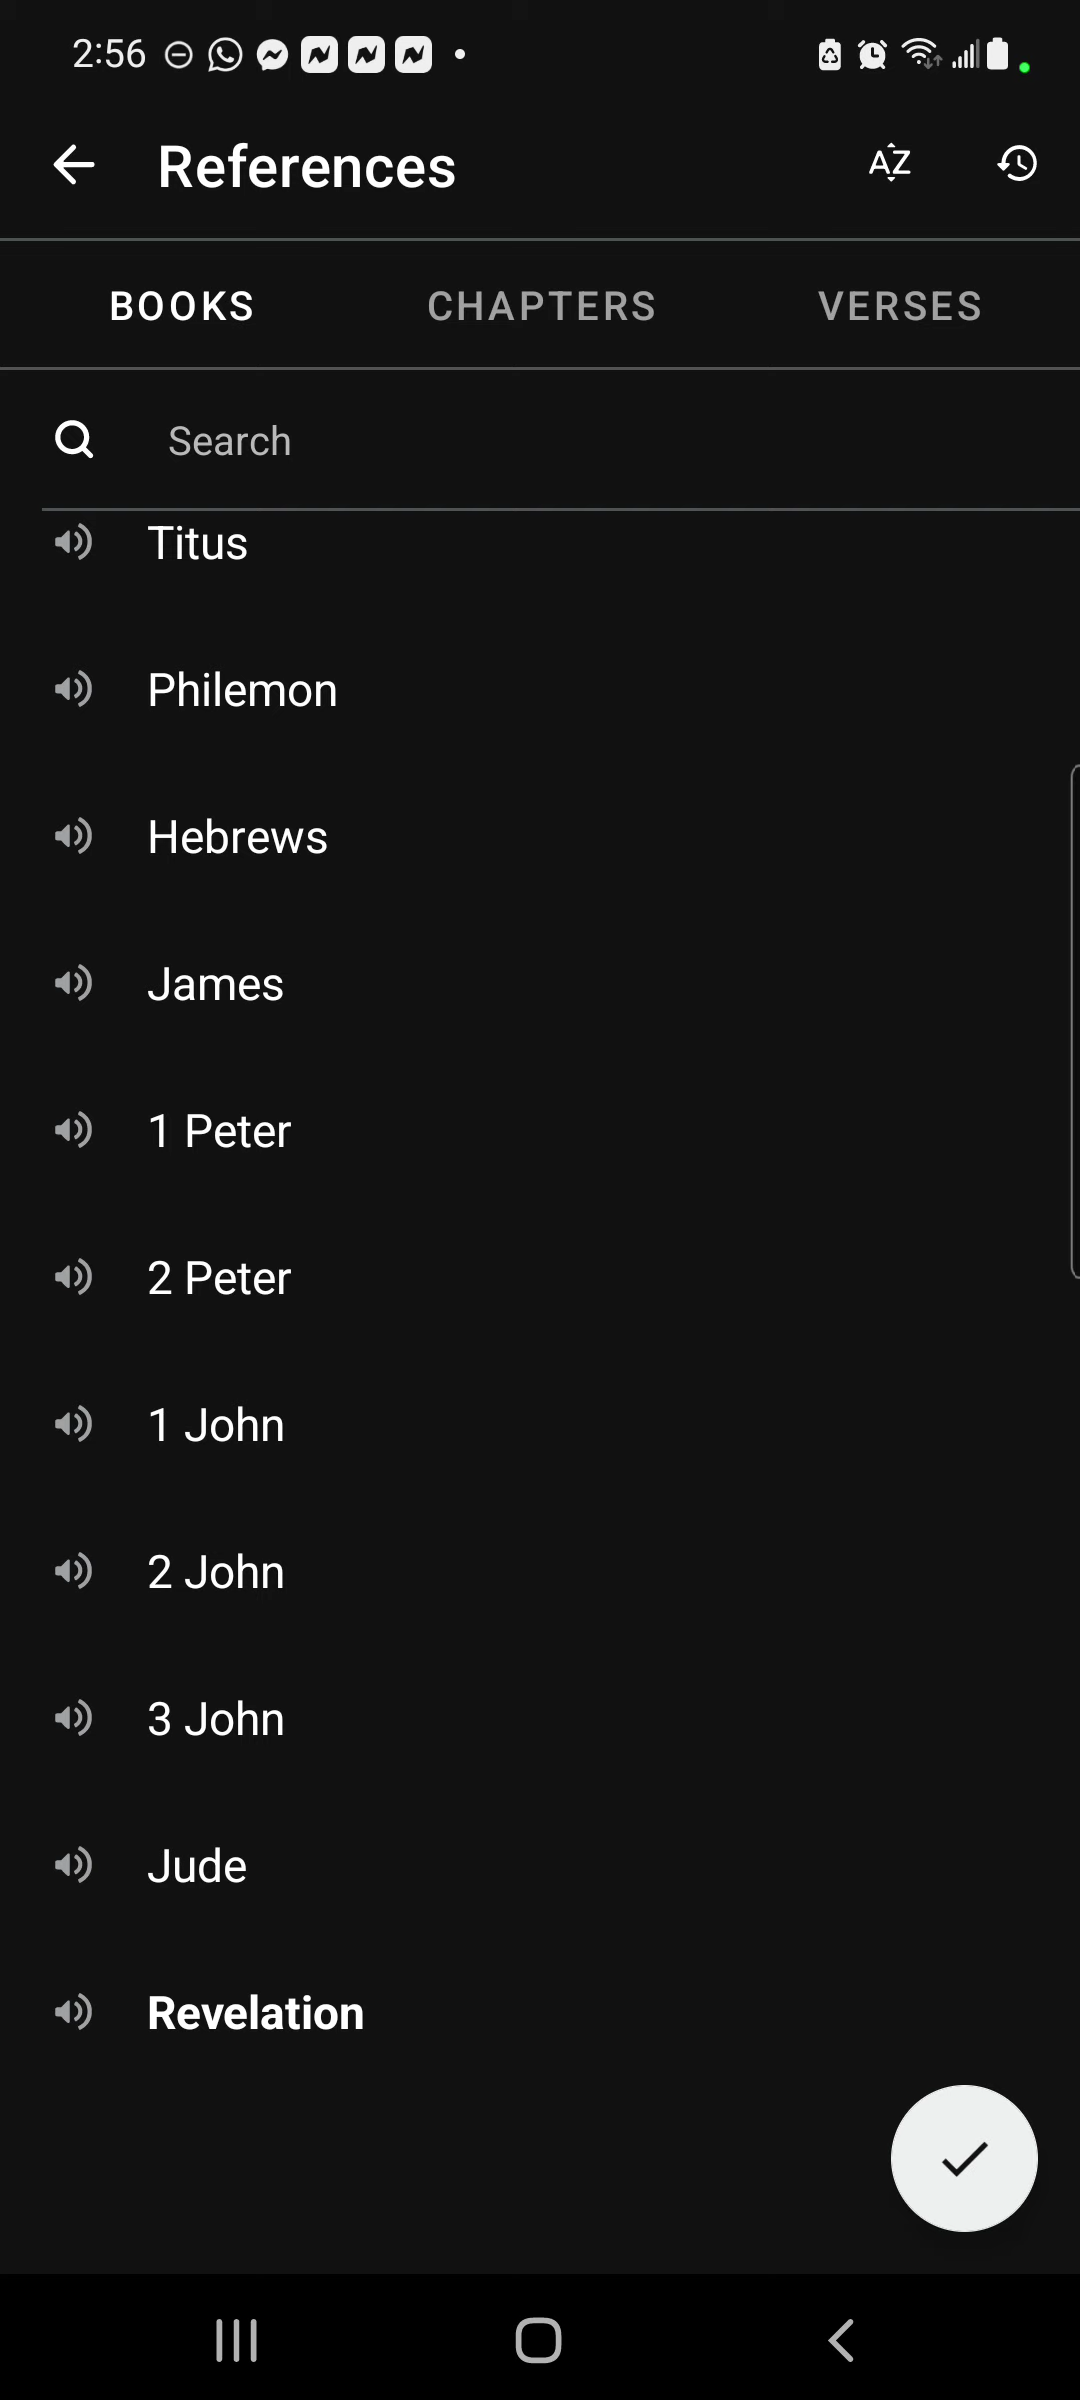 2:56
References
AZ
BOOKS CHAPTERS VERSES
Search
Titus
Philemon
Hebrews
James
1 Peter
2 Peter
1 John
2 John
3 John
Jude
Revelation